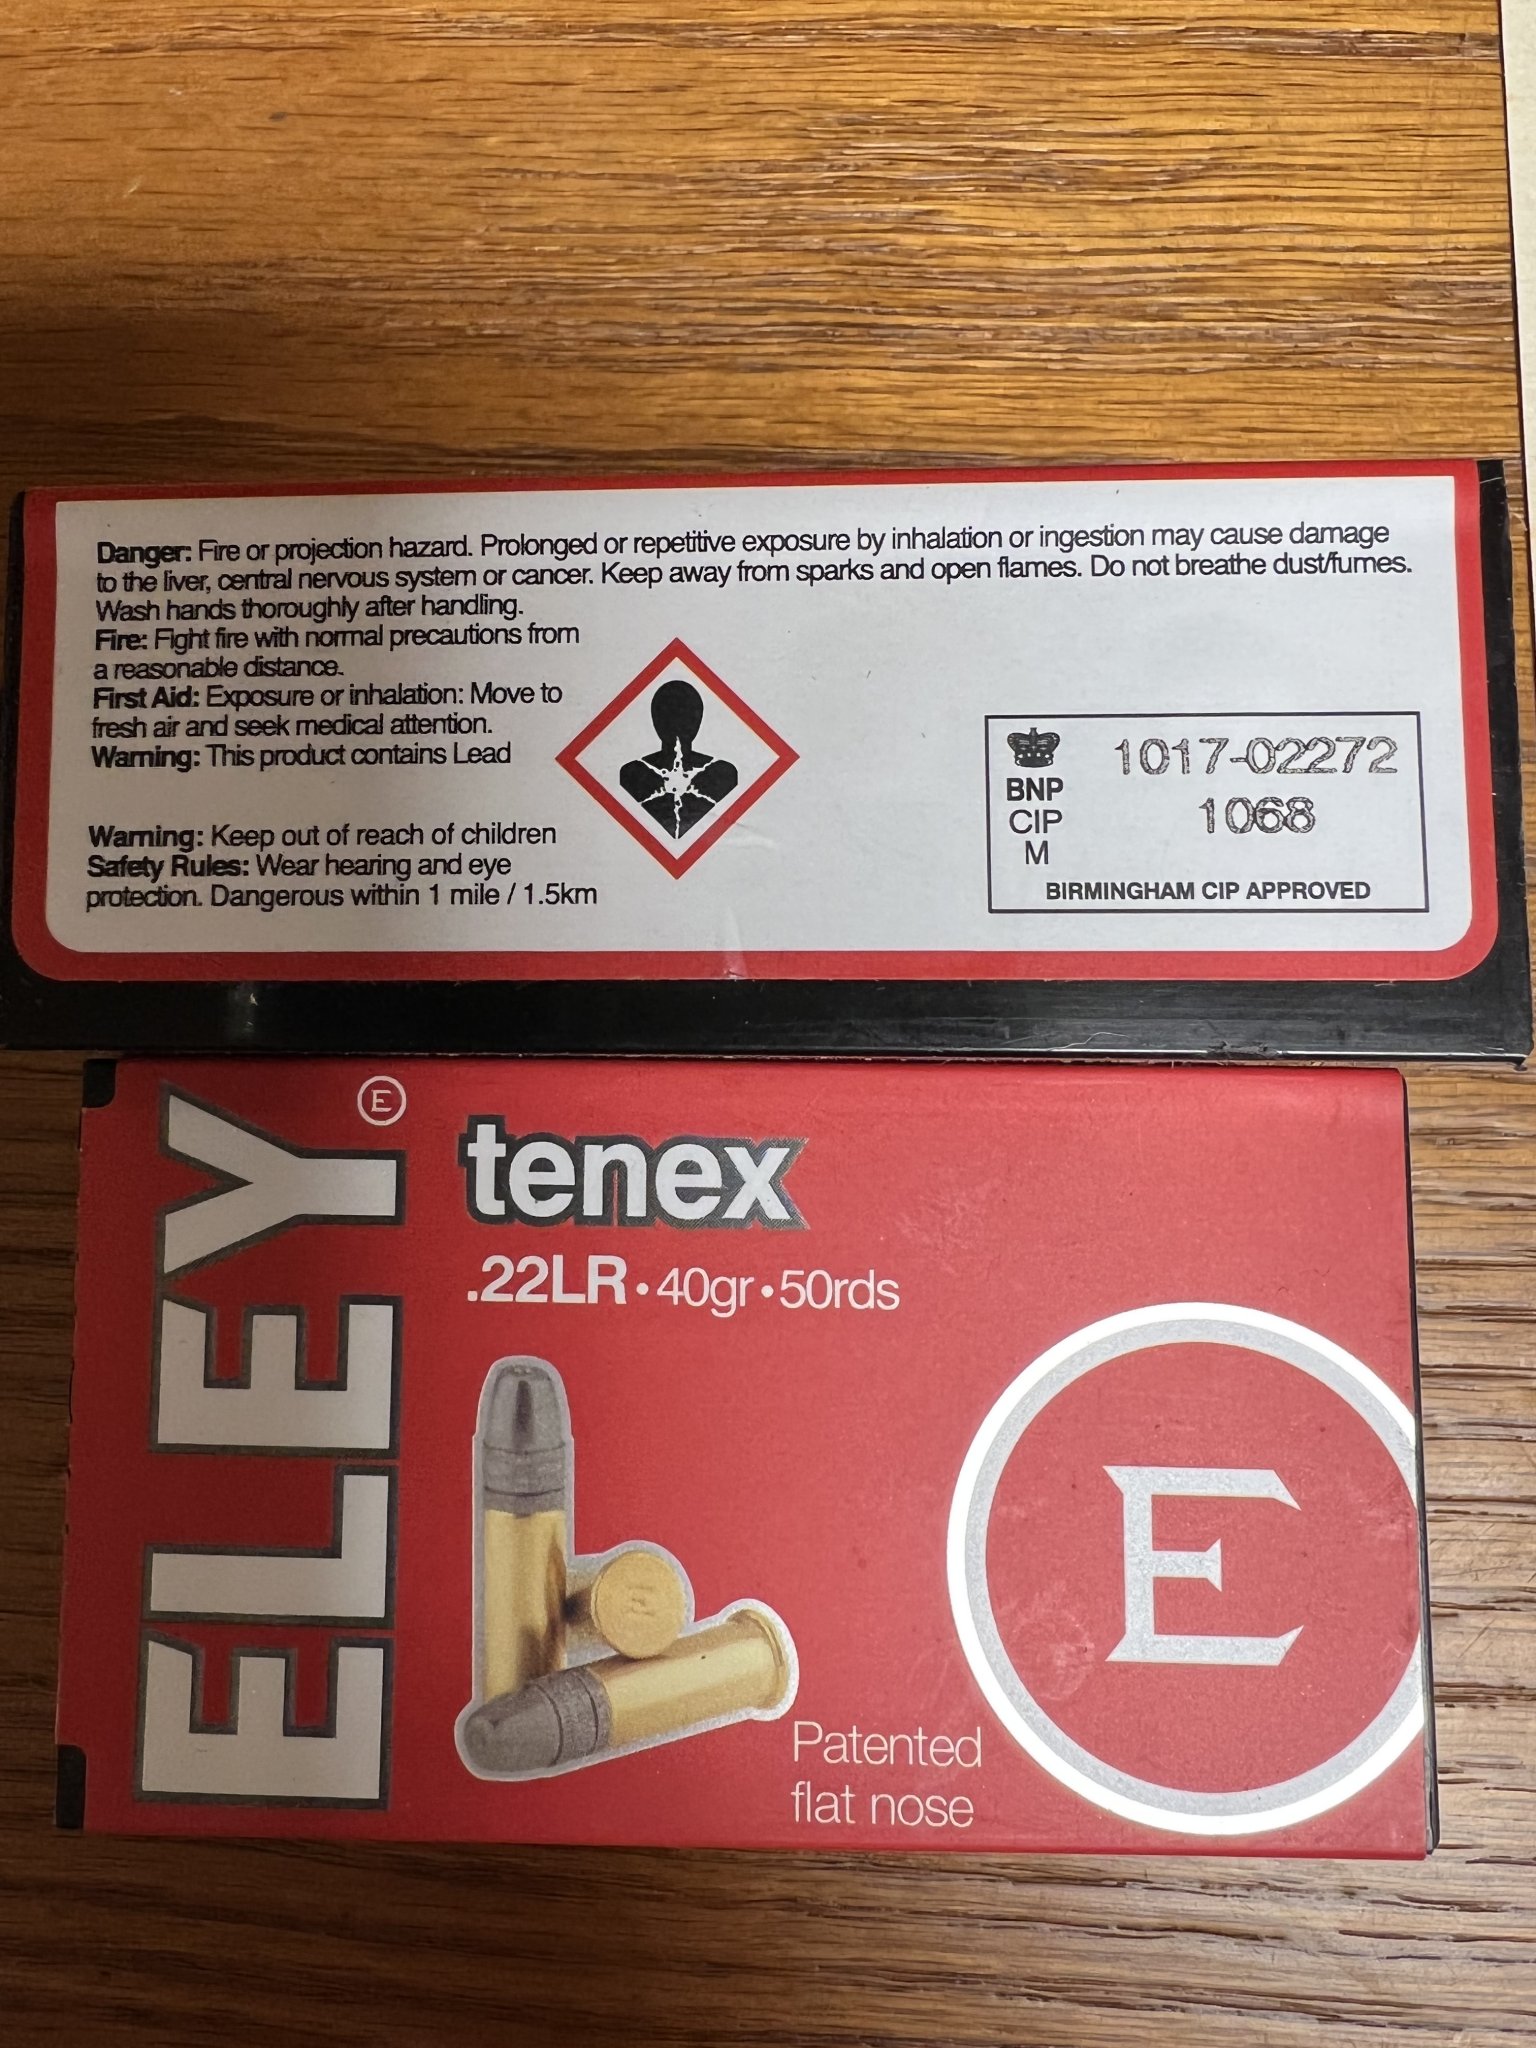 Danger: Fire or projection hazard. Prolonged or repetitive exposure by inhalation or ingestion may cause damage
to the liver, central nervous system or cancer. Keep away from sparks and open flames. Do not breathe dust/fumes.
Wash hands thoroughly after handling.
Fire: Fight fire with normal precautions from
a reasonable distance.
First Aid: Exposure or inhalation: Move to
fresh air and seek medical attention.
Warning: This product contains Lead
Warning: Keep out of reach of children
Safety Rules: Wear hearing and eye
protection. Dangerous within 1 mile / 1.5km
BNP
CIP
M
1017-02272
1068
BIRMINGHAM CIP APPROVED
ELEY
E
tenex
.22LR • 40gr • 50rds
Patented
flat nose
E